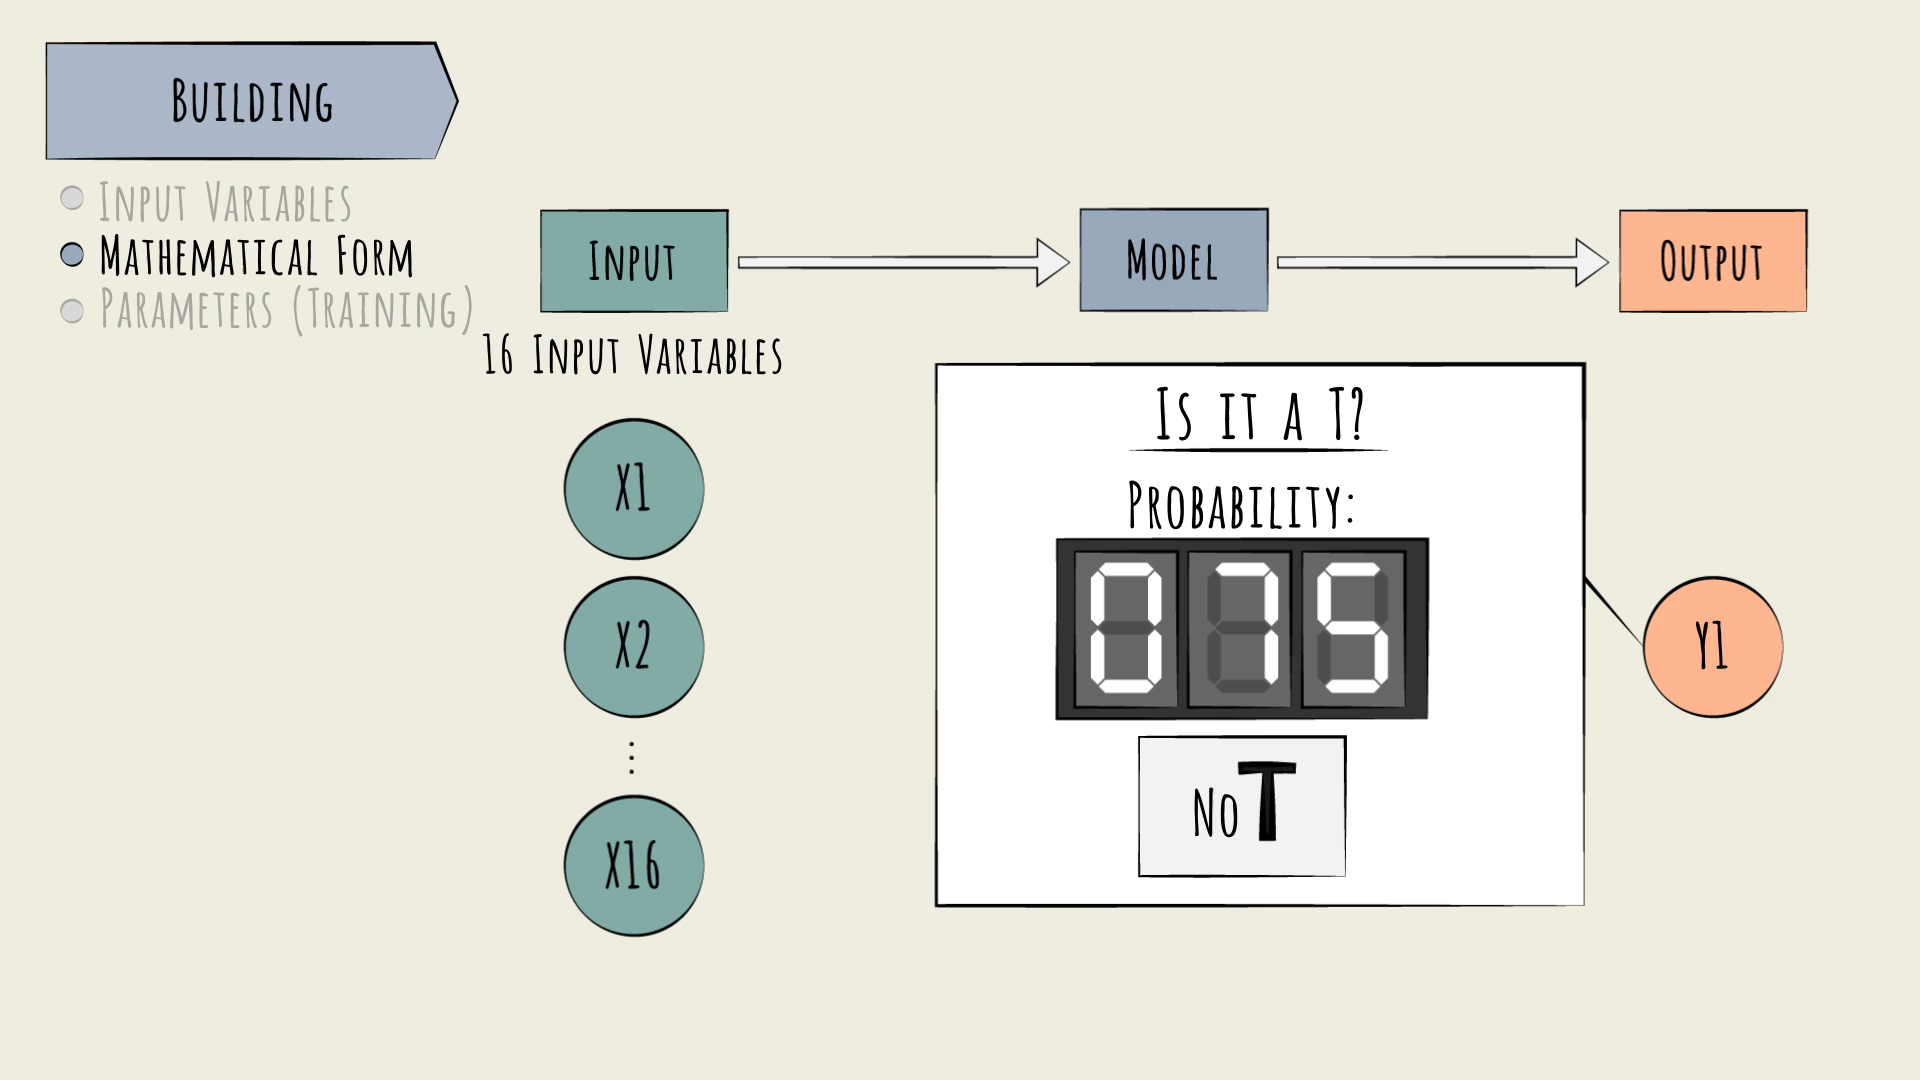 Building
Input Variables
Mathematical Form
Parameters (Training)
Input
Model
Output
16 Input Variables
X1
X2
⋮
X16
Is it a T?
Probability:
075
No T
Y1